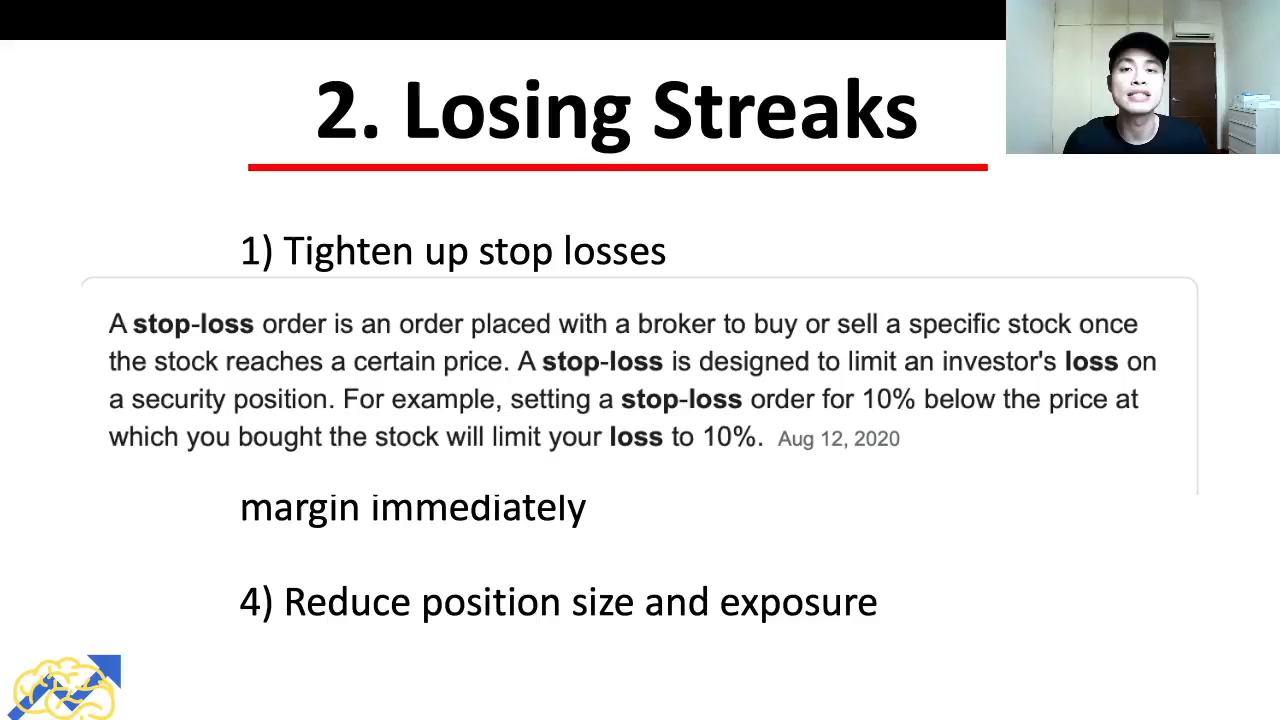 2. Losing Streaks
1) Tighten up stop losses
A stop-loss order is an order placed with a broker to buy or sell a specific stock once
the stock reaches a certain price. A stop-loss is designed to limit an investor's loss on
a security position. For example, setting a stop-loss order for 10% below the price at
which you bought the stock will limit your loss to 10%. Aug 12, 2020
margin immediately
4) Reduce position size and exposure